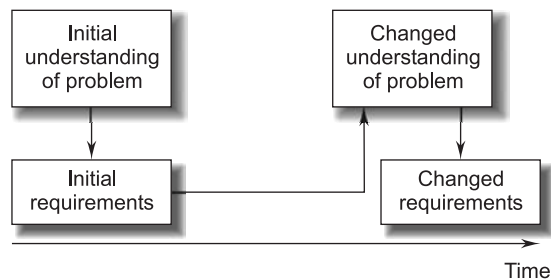 Initial
understanding
of problem
Changed
understanding
of problem
Initial
requirements
Changed
requirements
Time